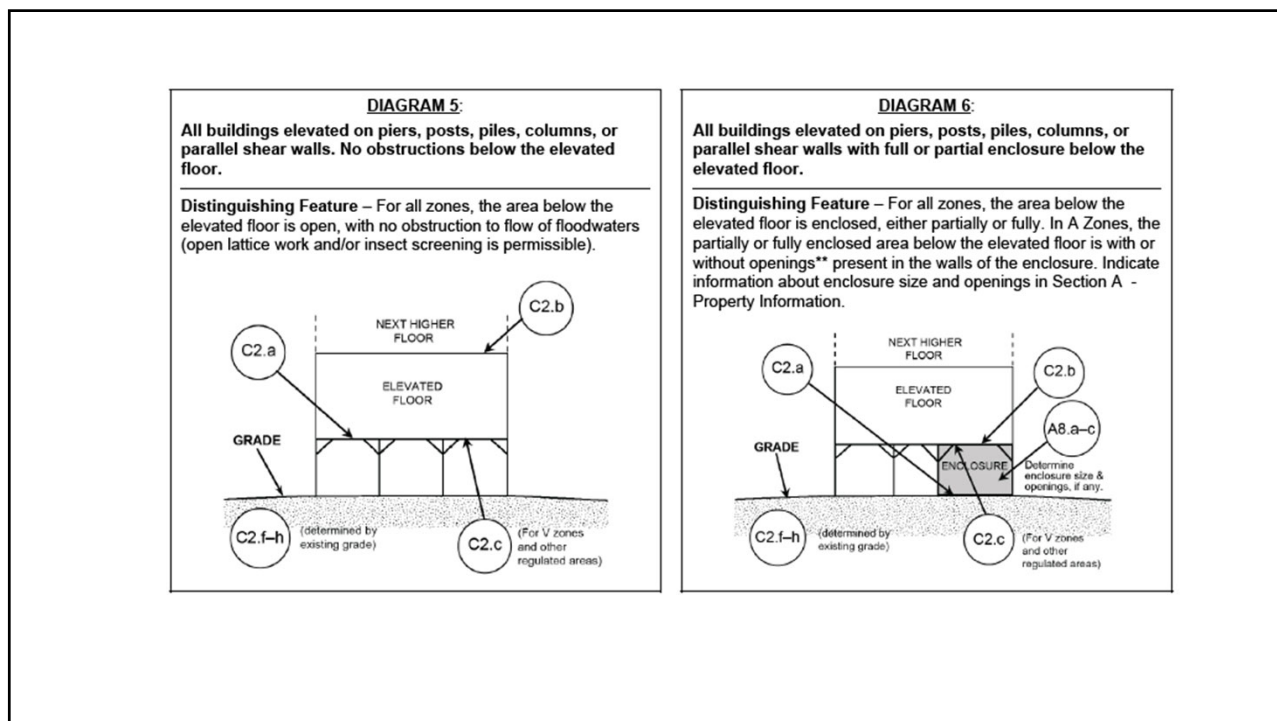 DIAGRAM 5:
All buildings elevated on piers, posts, piles, columns, or
parallel shear walls. No obstructions below the elevated
floor.
Distinguishing Feature – For all zones, the area below the
elevated floor is open, with no obstruction to flow of floodwaters
(open lattice work and/or insect screening is permissible).
C2.b
NEXT HIGHER
FLOOR
C2.a
ELEVATED
FLOOR
GRADE
C2.f–h
(determined by
existing grade)
C2.c
(For V zones
and other
regulated areas)
DIAGRAM 6:
All buildings elevated on piers, posts, piles, columns, or
parallel shear walls with full or partial enclosure below the
elevated floor.
Distinguishing Feature – For all zones, the area below the
elevated floor is enclosed, either partially or fully. In A Zones, the
partially or fully enclosed area below the elevated floor is with or
without openings** present in the walls of the enclosure. Indicate
information about enclosure size and openings in Section A -
Property Information.
NEXT HIGHER
FLOOR
C2.a
C2.b
ELEVATED
FLOOR
A8.a–c
GRADE
ENCLOSURE
Determine
enclosure size &
openings, if any.
C2.f–h
(determined by
existing grade)
C2.c
(For V zones
and other
regulated areas)